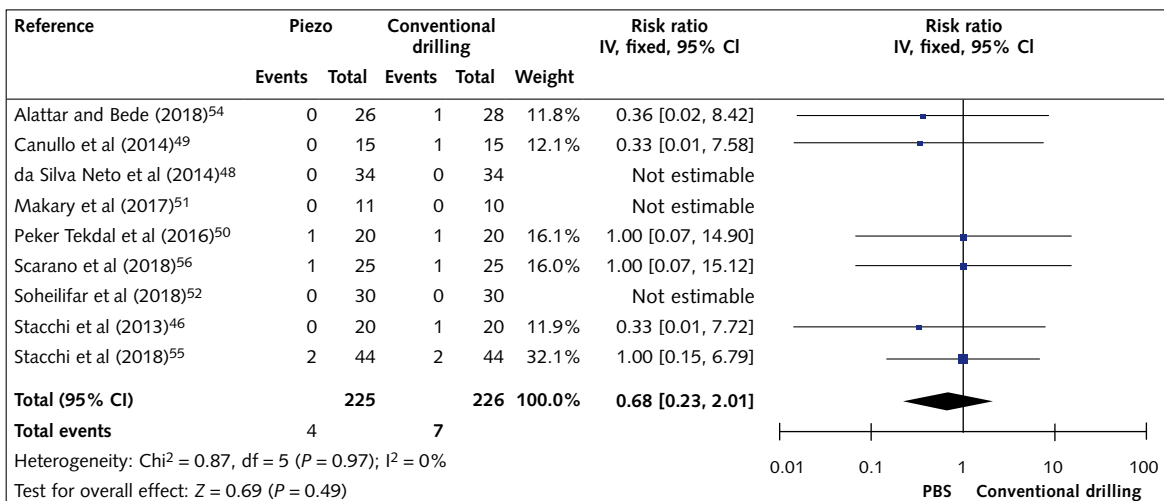 Reference Piezo Conventional drilling Risk ratio IV, fixed, 95% CI Risk ratio IV, fixed, 95% CI
Events Total Events Total Weight
Alattar and Bede (2018)54 0 26 1 28 11.8% 0.36 [0.02, 8.42]
Canullo et al (2014)49 0 15 1 15 12.1% 0.33 [0.01, 7.58]
da Silva Neto et al (2014)48 0 34 0 34 Not estimable
Makary et al (2017)51 0 11 0 10 Not estimable
Peker Tekdal et al (2016)50 1 20 1 20 16.1% 1.00 [0.07, 14.90]
Scarano et al (2018)56 1 25 1 25 16.0% 1.00 [0.07, 15.12]
Soheilifar et al (2018)52 0 30 0 30 Not estimable
Stacchi et al (2013)46 0 20 1 20 11.9% 0.33 [0.01, 7.72]
Stacchi et al (2018)55 2 44 2 44 32.1% 1.00 [0.15, 6.79]
Total (95% CI) 225 226 100.0% 0.68 [0.23, 2.01]
Total events 4 7
Heterogeneity: Chi2 = 0.87, df = 5 (P = 0.97); I2 = 0%
Test for overall effect: Z = 0.69 (P = 0.49)
0.01 0.1 1 10 100
PBS Conventional drilling